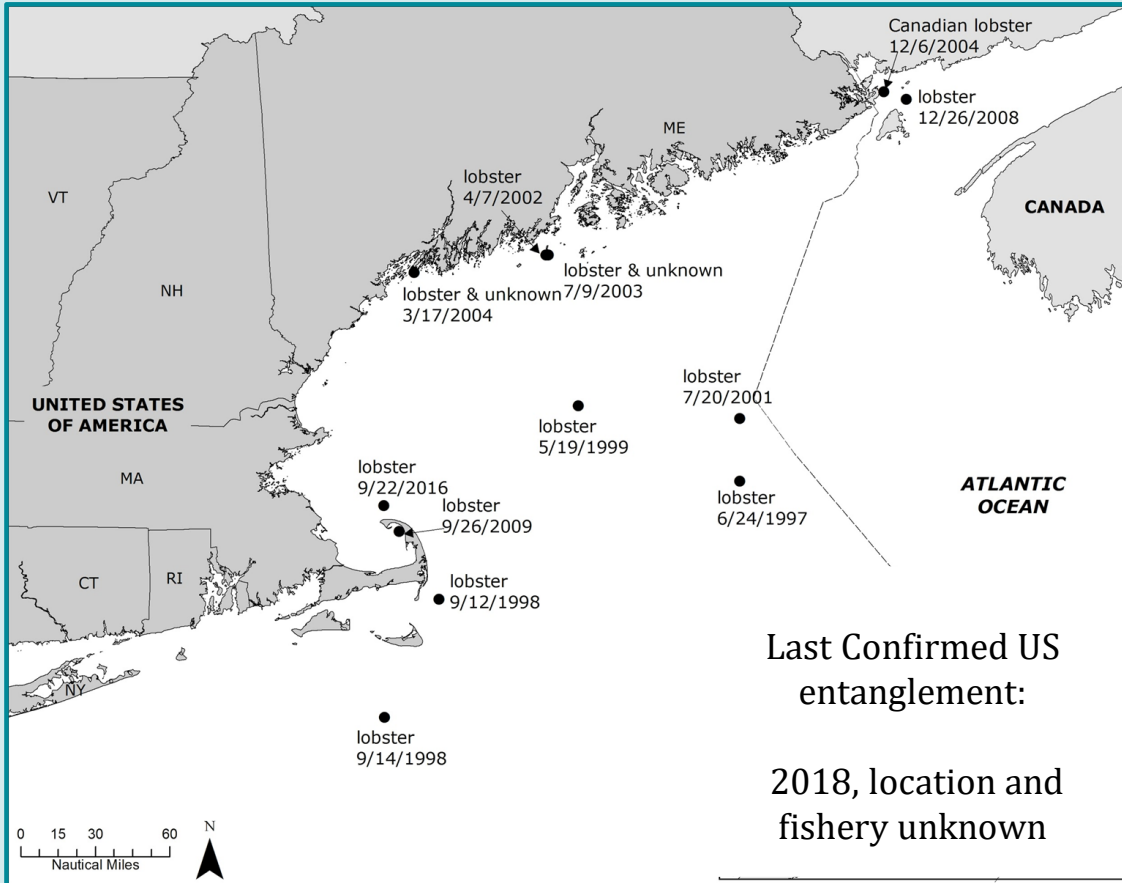 Canadian lobster
12/6/2004
lobster
12/26/2008
ME
lobster
4/7/2002
VT
CANADA
lobster & unknown
7/9/2003
NH
lobster & unknown
3/17/2004
lobster
7/20/2001
UNITED STATES
OF AMERICA
lobster
5/19/1999
MA
lobster
9/22/2016
lobster
9/26/2009
lobster
6/24/1997
ATLANTIC
OCEAN
CT
RI
lobster
9/12/1998
NY
lobster
9/14/1998
Last Confirmed US
entanglement:
2018, location and
fishery unknown
0 15 30 60
Nautical Miles
N